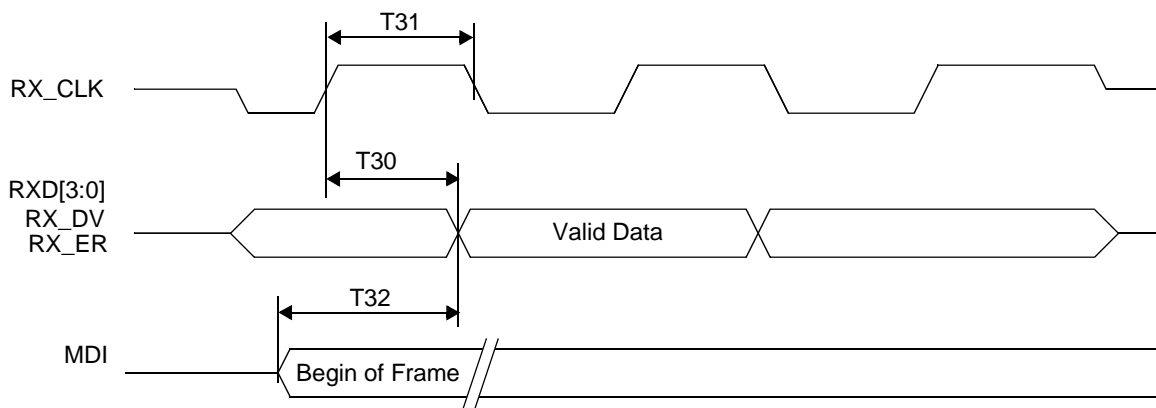 T31
RX_CLK
T30
RXD[3:0]
RX_DV
RX_ER
Valid Data
T32
MDI
Begin of Frame